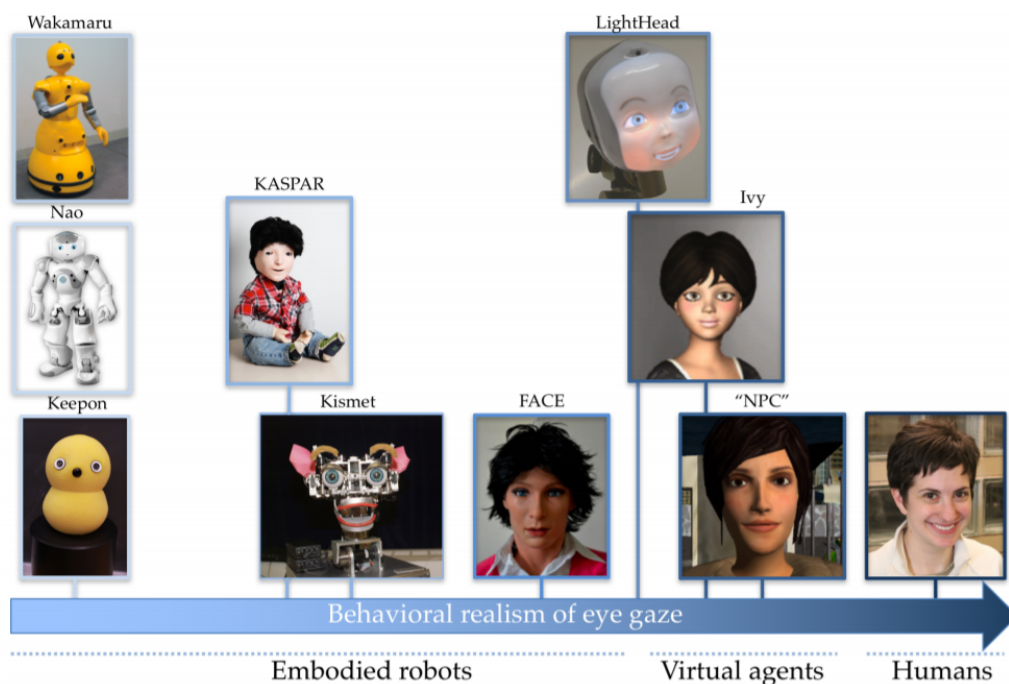 Wakamaru
LightHead
KASPAR
Ivy
Nao
Keepon
Kismet
FACE
“NPC”
Behavioral realism of eye gaze
Embodied robots
Virtual agents
Humans